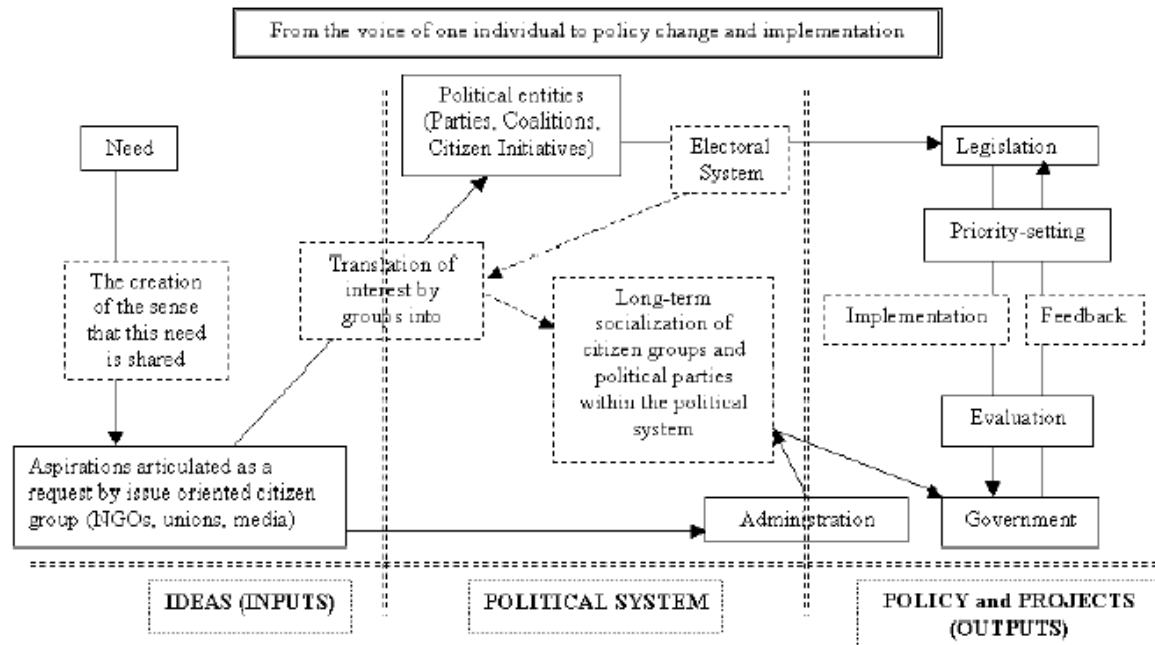 From the voice of one individual to policy change and implementation
Need
The creation
of the sense
that this need
is shared
Aspirations articulated as a
request by issue oriented citizen
group (NGOs, unions, media)
Translation of
interest by
groups into
Political entities
(Parties, Coalitions,
Citizen Initiatives)
Electoral
System
Long-term
socialization of
citizen groups and
political parties
within the political
system
Administration
Legislation
Priority-setting
Implementation
Feedback
Evaluation
Government
IDEAS (INPUTS)
POLITICAL SYSTEM
POLICY and PROJECTS
(OUTPUTS)